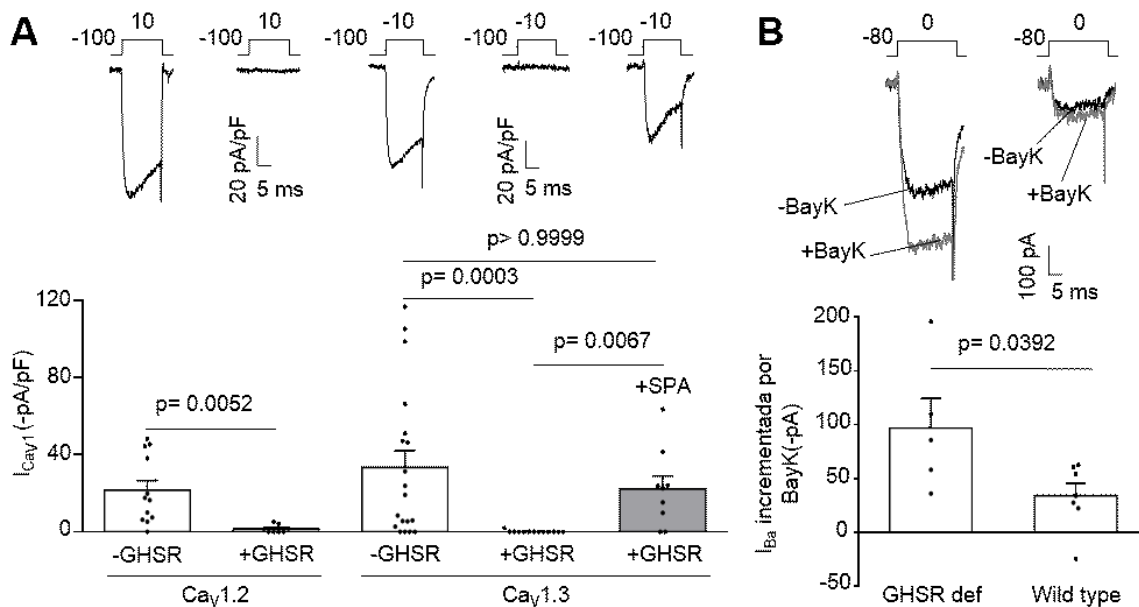 A
10
-100
10
-100
-10
-100
-10
-100
-10
-100
20 pA/pF
5 ms
20 pA/pF
5 ms
p> 0.9999
p= 0.0003
p= 0.0067
p= 0.0052
+SPA
I CaV1 (-pA/pF)
120
80
40
0
-GHSR
+GHSR
-GHSR
+GHSR
+GHSR
CaV1.2
CaV1.3
B
0
-80
0
-80
-BayK
+BayK
-BayK
+BayK
100 pA
5 ms
p= 0.0392
IBa incrementada por
BayK(-pA)
200
150
100
50
0
-50
GHSR def
Wild type